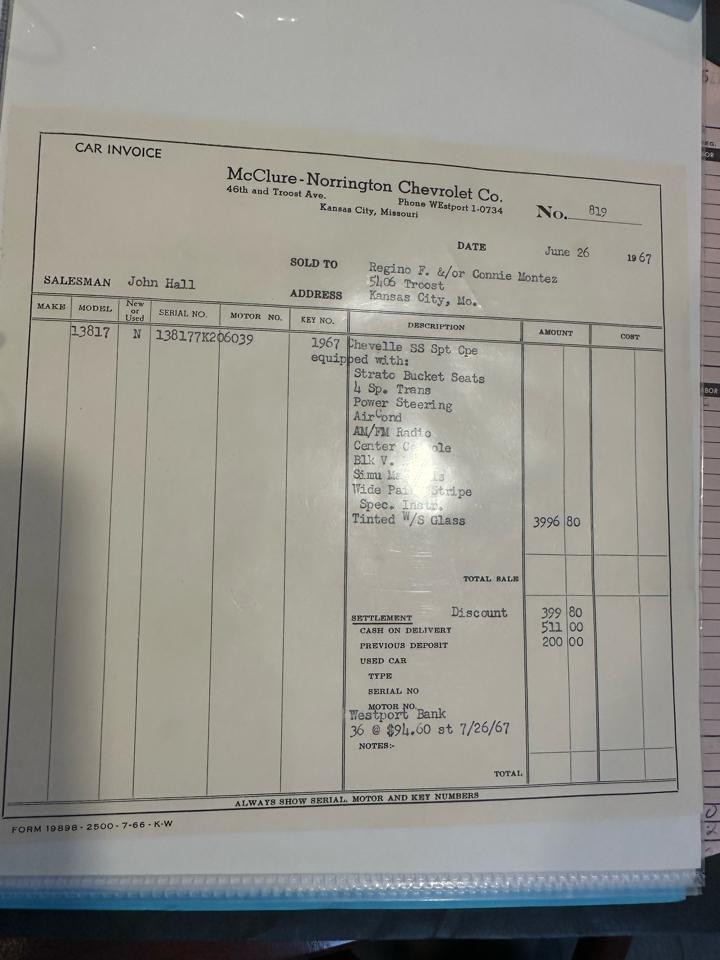 CAR INVOICE
McClure-Norrington Chevrolet Co.
46th and Troost Ave. Phone WEstport 1-0734
Kansas City, Missouri
No. 819
DATE June 26 1967
SOLD TO Regino F. &/or Connie Montez
5406 Troost
SALESMAN John Hall
ADDRESS Kansas City, Mo.
MAKE MODEL New or Used SERIAL NO. MOTOR NO. KEY NO. DESCRIPTION AMOUNT COST
13817 N 138177K206039 1967 Chevelle SS Spt Cpe
equipped with:
Strato Bucket Seats
4 Sp. Trans
Power Steering
AirCond
AM/FM Radio
Center
Blk V.
Simu
Wide Stripe
Spec. Instr.
Tinted W/S Glass 3996 80
TOTAL SALE
SETTLEMENT Discount 399 80
CASH ON DELIVERY 511 00
PREVIOUS DEPOSIT 200 00
USED CAR
TYPE
SERIAL NO
MOTOR NO.
Westport Bank
36 @ $94.60 st 7/26/67
NOTES:-
TOTAL
ALWAYS SHOW SERIAL, MOTOR AND KEY NUMBERS
FORM 19898 - 2500 - 7-66 - K-W